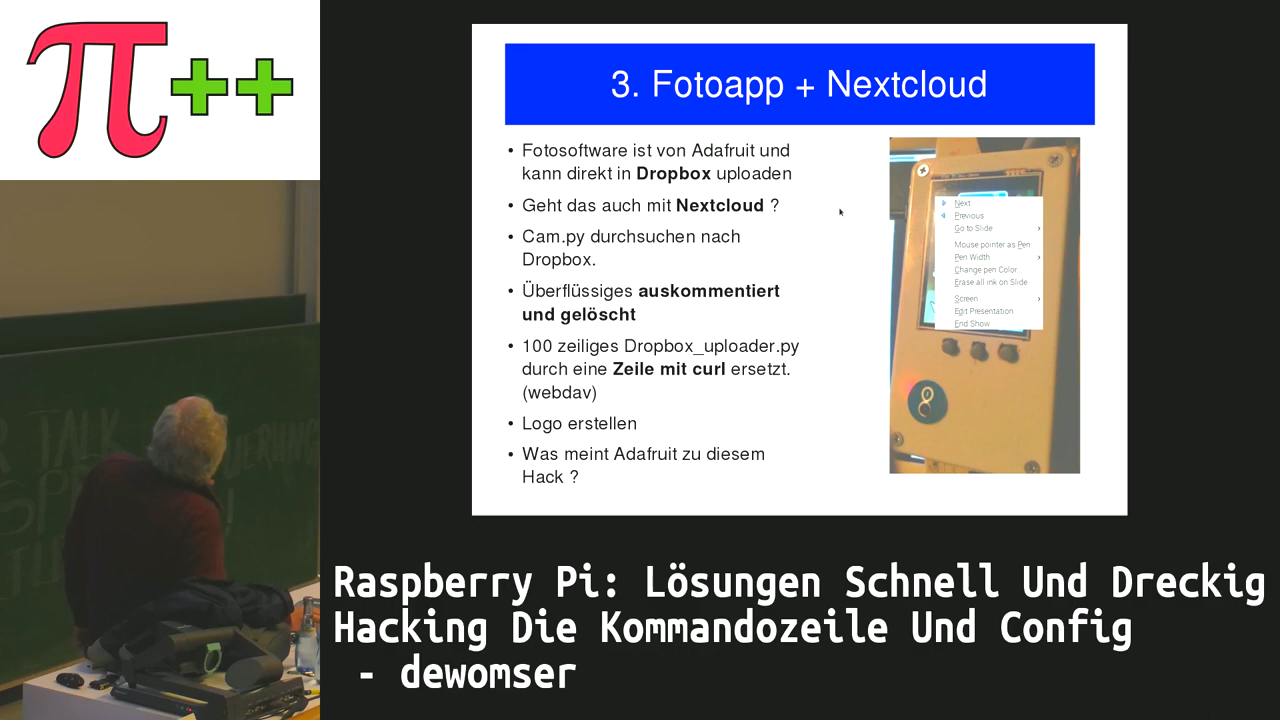 π++
3. Fotoapp + Nextcloud
• Fotosoftware ist von Adafruit und
kann direkt in Dropbox uploaden
• Geht das auch mit Nextcloud ?
• Cam.py durchsuchen nach
Dropbox.
• Überflüssiges auskommentiert
und gelöscht
• 100 zeiliges Dropbox_uploader.py
durch eine Zeile mit curl ersetzt.
(webdav)
• Logo erstellen
• Was meint Adafruit zu diesem
Hack ?
Next
Previous
Go to Slide
Mouse pointer as Pen
Pen Width
Change pen Color...
Erase all ink on Slide
Screen
Edit Presentation
End Show
R TALK
Raspberry Pi: Lösungen Schnell Und Dreckig
Hacking Die Kommandozeile Und Config
- dewomser